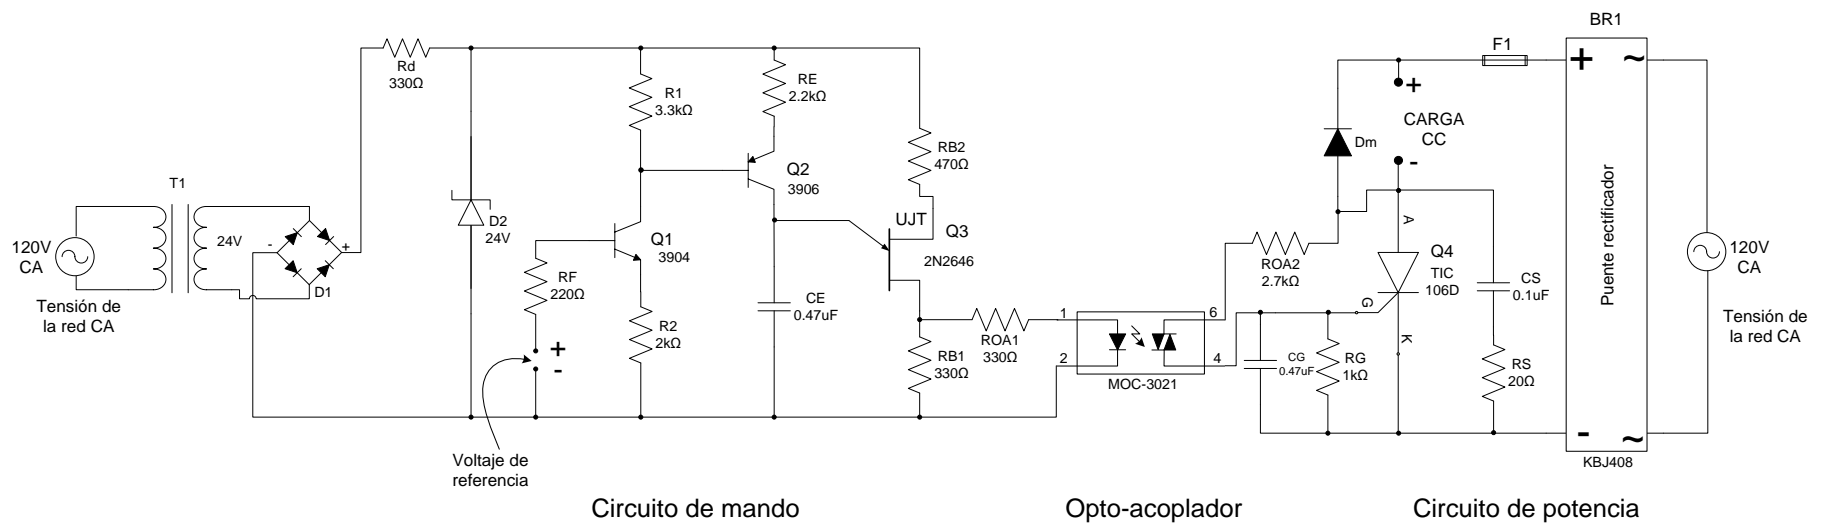 T1
120V
CA
24V
-
+
D1
Tensión de
la red CA
Rd
330Ω
D2
24V
R1
3.3kΩ
RE
2.2kΩ
Q2
3906
Q1
3904
RF
220Ω
R2
2kΩ
+
-
Voltaje de
referencia
CE
0.47uF
RB2
470Ω
UJT
Q3
2N2646
RB1
330Ω
ROA1
330Ω
1
2
6
4
MOC-3021
ROA2
2.7kΩ
Dm
+
CARGA
CC
-
F1
A
Q4
TIC
106D
G
K
CG
0.47uF
RG
1kΩ
CS
0.1uF
RS
20Ω
BR1
+
~
Puente rectificador
-
~
KBJ408
120V
CA
Tensión de
la red CA
Circuito de mando
Opto-acoplador
Circuito de potencia